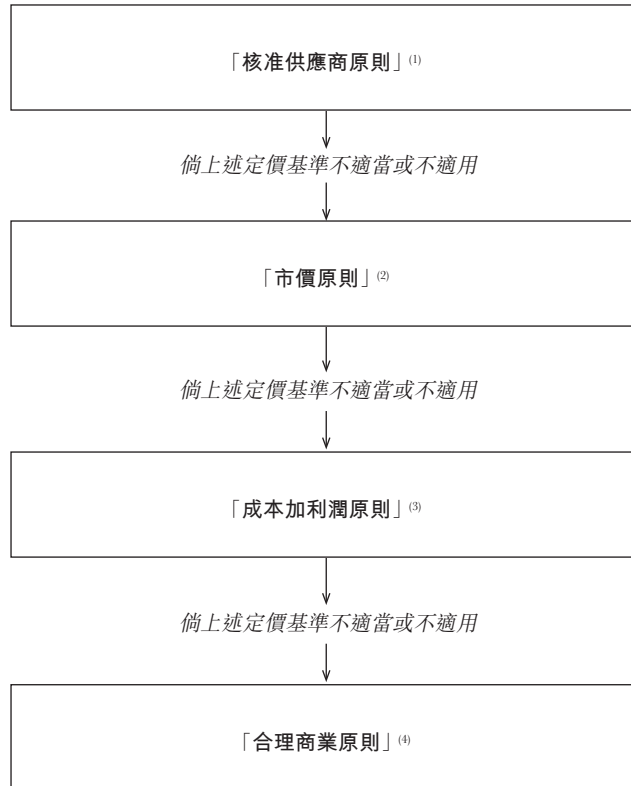 「核准供應商原則」(1)
倘上述定價基準不適當或不適用
「市價原則」(2)
倘上述定價基準不適當或不適用
「成本加利潤原則」(3)
倘上述定價基準不適當或不適用
「合理商業原則」(4)